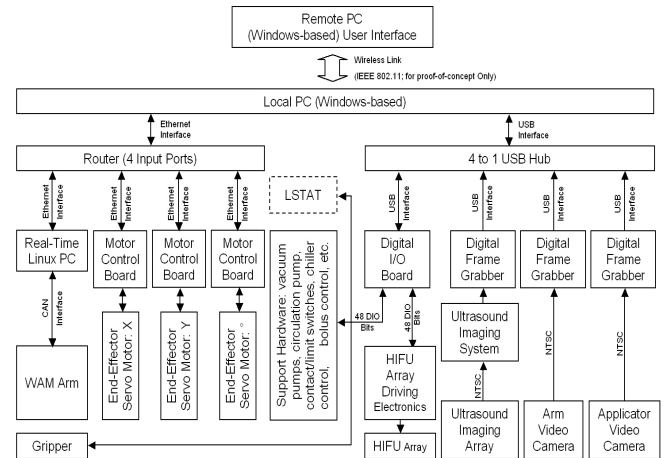 Remote PC
(Windows-based) User Interface
Wireless Link
(IEEE 802.11; for proof-of-concept Only)
Local PC (Windows-based)
Ethernet
Interface
USB
Interface
Router (4 Input Ports)
4 to 1 USB Hub
Ethernet
Interface
Ethernet
Interface
Ethernet
Interface
Ethernet
Interface
LSTAT
USB
Interface
USB
Interface
USB
Interface
USB
Interface
Real-Time
Linux PC
Motor
Control
Board
Motor
Control
Board
Motor
Control
Board
Support Hardware: vacuum
pumps, circulation pump,
contact/limit switches, chiller
control, bolus control, etc.
Digital
I/O
Board
Digital
Frame
Grabber
Digital
Frame
Grabber
Digital
Frame
Grabber
CAN
Interface
48 DIO
Bits
48 DIO
Bits
Ultrasound
Imaging
System
End-Effector
Servo Motor: X
End-Effector
Servo Motor: Y
End-Effector
Servo Motor: °
WAM Arm
HIFU
Array
Driving
Electronics
NTSC
NTSC
NTSC
Ultrasound
Imaging
Array
Arm
Video
Camera
Applicator
Video
Camera
Gripper
HIFU Array